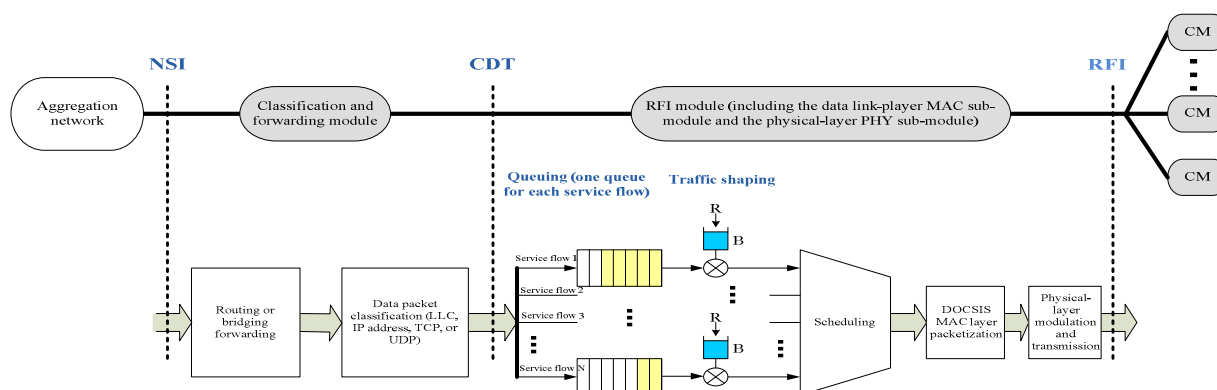 CM
NSI
CDT
RFI
Aggregation
network
Classification and
forwarding module
RFI module (including the data link-player MAC sub-
module and the physical-layer PHY sub-module)
CM
CM
Queuing (one queue
for each service flow)
Traffic shaping
R
B
Service flow 1
Service flow 2
Service flow 3
Service flow N
Routing or
bridging
forwarding
Data packet
classification (LLC,
IP address, TCP, or
UDP)
R
B
Scheduling
DOCSIS
MAC layer
packetization
Physical-
layer
modulation
and
transmission